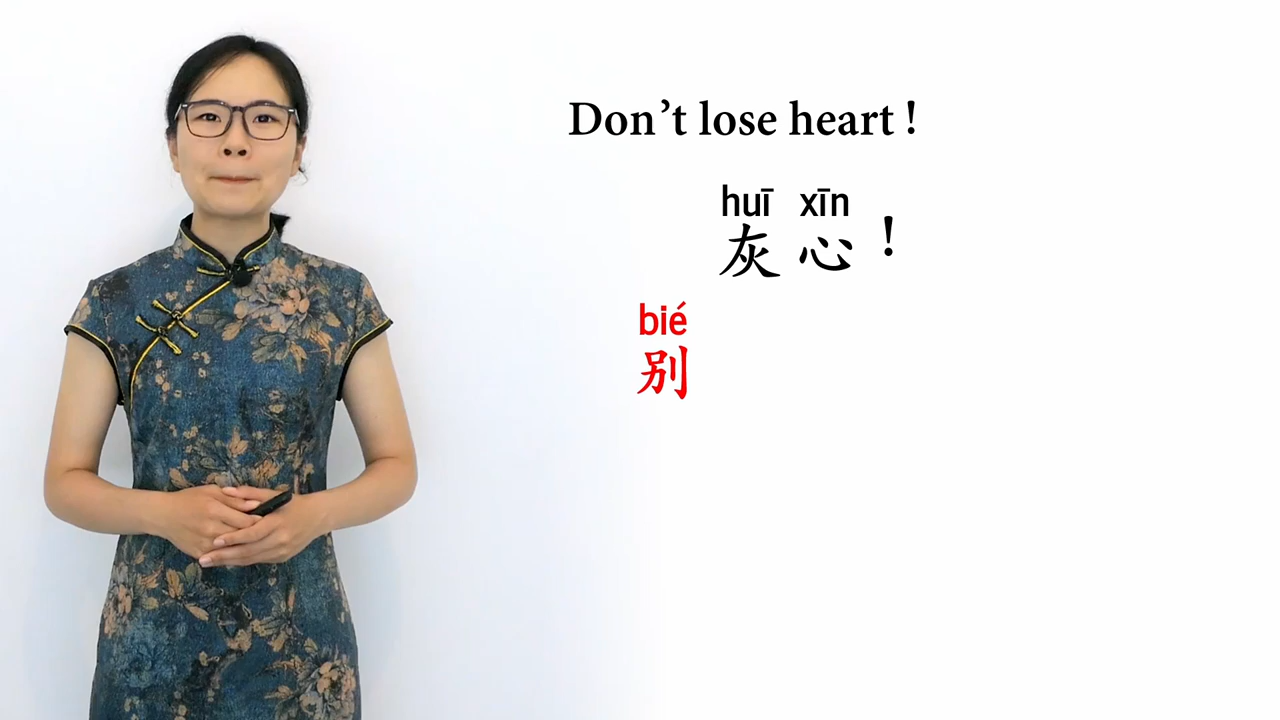 Don’t lose heart !
huī xīn
灰 心 !
bié
别